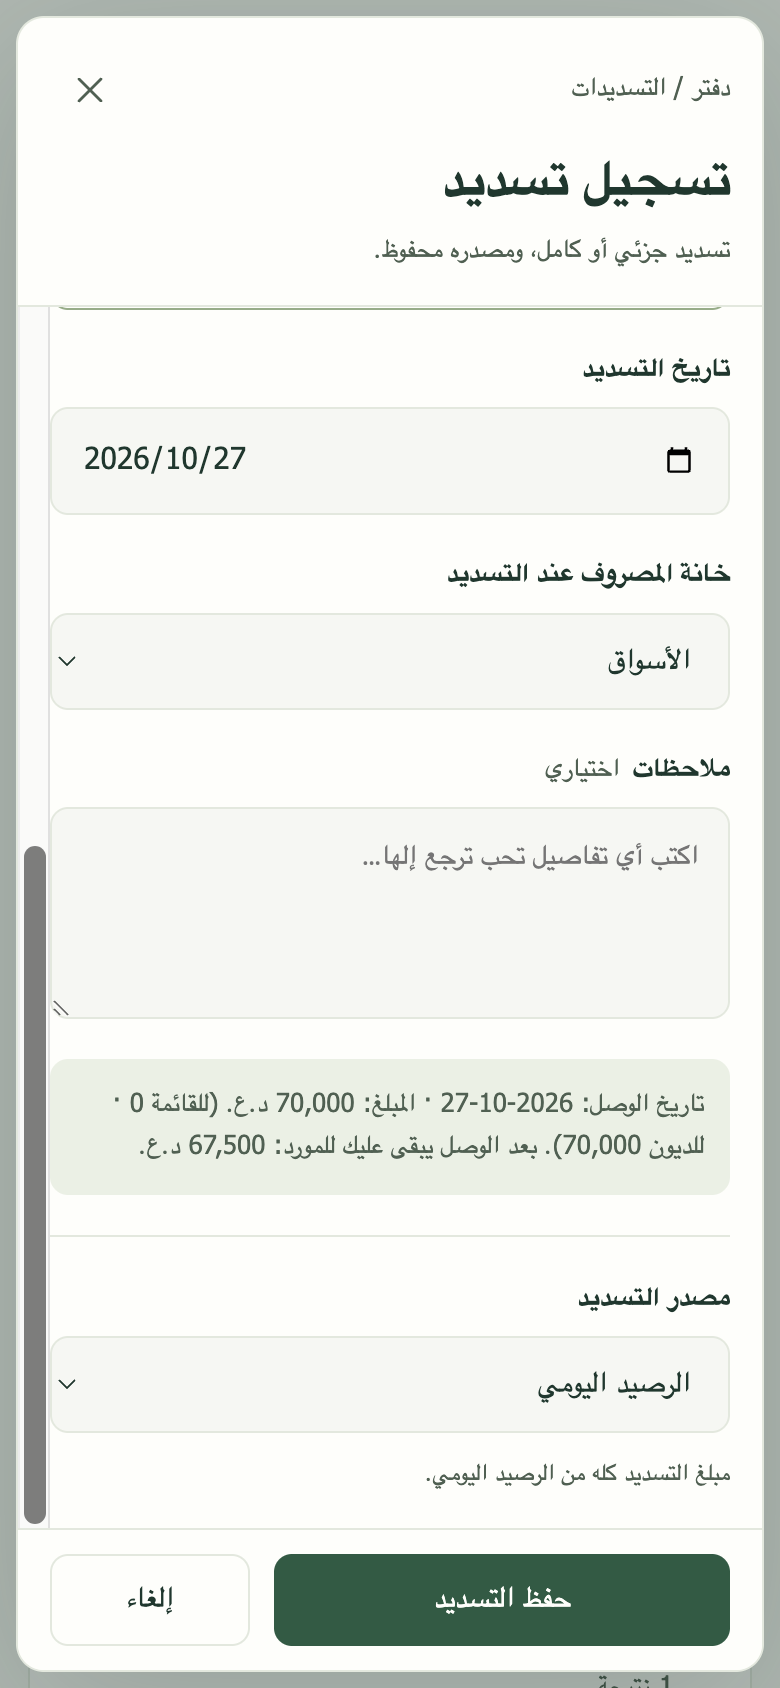 دفتر / التسديدات
تسجيل تسديد
تسديد جزئي أو كامل، ومصدره محفوظ.
تاريخ التسديد
2026/10/27
خانة المصروف عند التسديد
الأسواق
ملاحظات اختياري
اكتب أي تفاصيل تحب ترجع إلها...
تاريخ الوصل: 2026-10-27 · المبلغ: 70,000 د.ع. (للقائمة 0 ·
للديون 70,000). بعد الوصل يبقى عليك للمورد: 67,500 د.ع.
مصدر التسديد
الرصيد اليومي
مبلغ التسديد كله من الرصيد اليومي.
حفظ التسديد
إلغاء
1 نتيجة